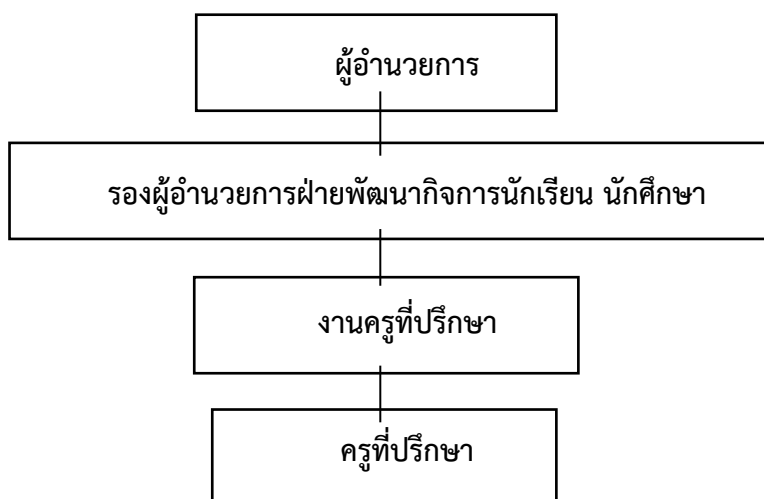 ผู้อำนวยการ
รองผู้อำนวยการฝ่ายพัฒนากิจการนักเรียน นักศึกษา
งานครูที่ปรึกษา
ครูที่ปรึกษา